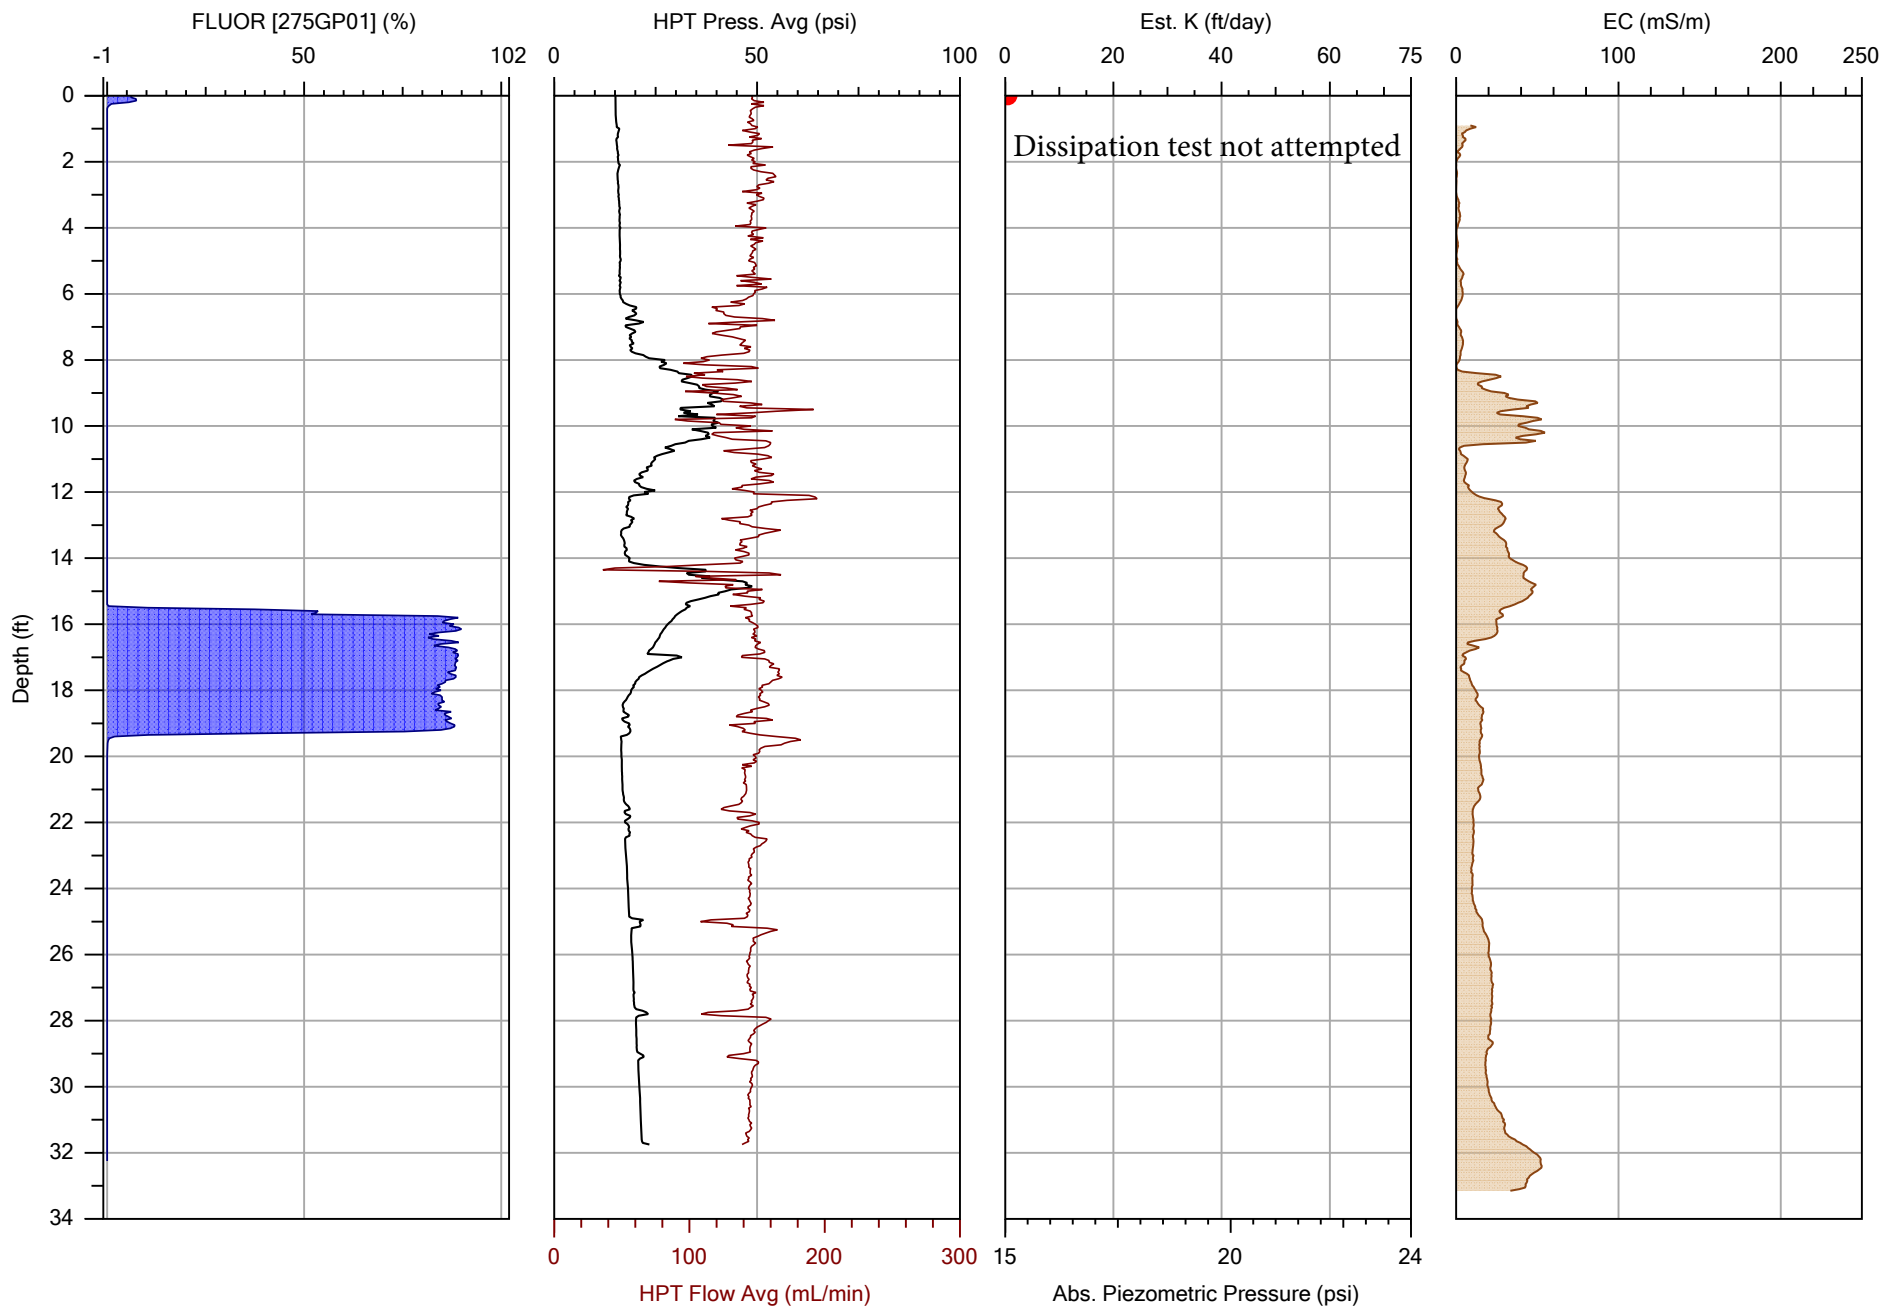 FLUOR [275GP01] (%)
HPT Press. Avg (psi)
Est. K (ft/day)
EC (mS/m)
-1 50 102
0 50 100
0 20 40 60 75
0 100 200 250
Dissipation test not attempted
Depth (ft)
0
2
4
6
8
10
12
14
16
18
20
22
24
26
28
30
32
34
0 100 200 300
15 20 24
HPT Flow Avg (mL/min)
Abs. Piezometric Pressure (psi)